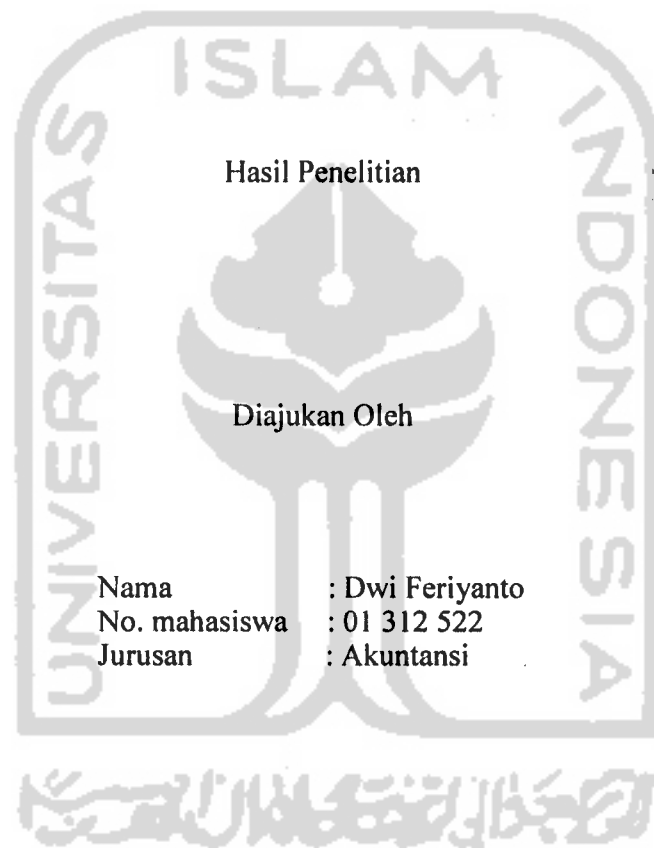 ISLAM
UNIVERSITAS
INDONESIA
Hasil Penelitian
Diajukan Oleh
Nama : Dwi Feriyanto
No. mahasiswa : 01 312 522
Jurusan : Akuntansi